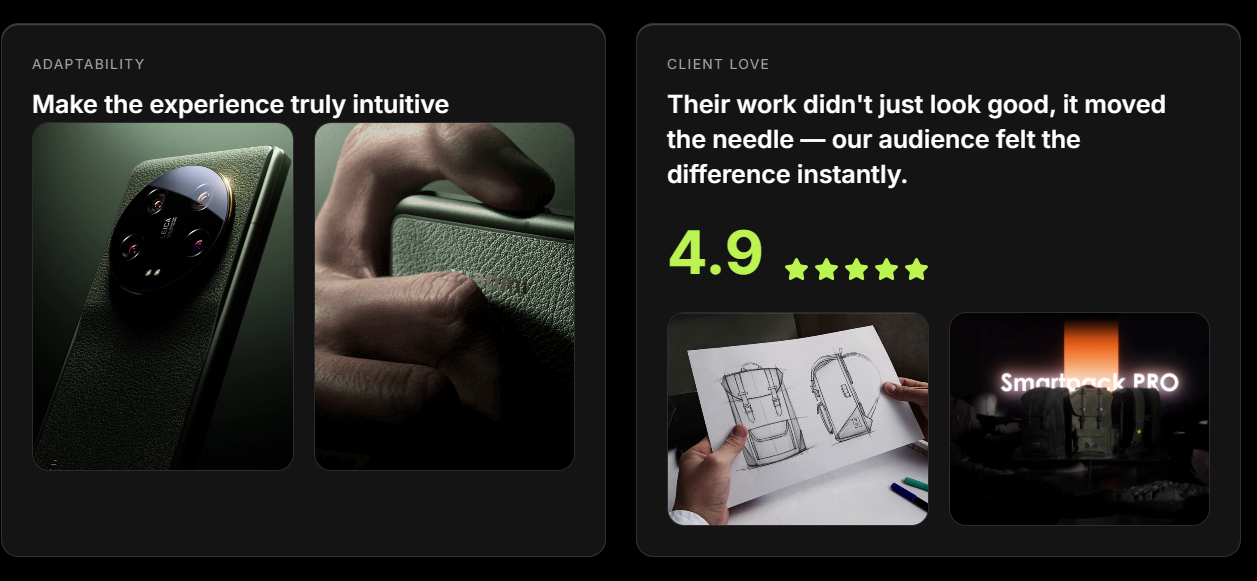 ADAPTABILITY
Make the experience truly intuitive
LEICA
CLIENT LOVE
Their work didn't just look good, it moved
the needle — our audience felt the
difference instantly.
4.9
Smartpack PRO